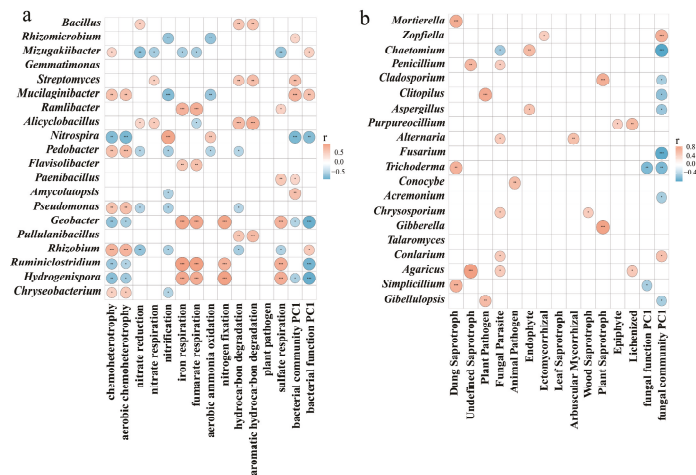 a
Bacillus
Rhizomicrobium
Mizugakiibacter
Gemmatimonas
Streptomyces
Mucilaginibacter
Ramlibacter
Alicyclobacillus
Nitrospira
Pedobacter
Flavisolibacter
Paenibacillus
Amycolatopsis
Pseudomonas
Geobacter
Pullulanibacillus
Rhizobium
Ruminiclostridium
Hydrogenispora
Chryseobacterium
chemoheterotrophy
aerobic chemoheterotrophy
nitrate reduction
nitrate respiration
nitrification
iron respiration
fumarate respiration
aerobic ammonia oxidation
nitrogen fixation
hydrocarbon degradation
aromatic hydrocarbon degradation
plant pathogen
sulfate respiration
bacterial community PC1
bacterial function PC1
r
0.5
0.0
−0.5
b
Mortierella
Zopfiella
Chaetomium
Penicillium
Cladosporium
Clitopilus
Aspergillus
Purpureocillium
Alternaria
Fusarium
Trichoderma
Conocybe
Acremonium
Chrysosporium
Gibberella
Talaromyces
Conlarium
Agaricus
Simplicillium
Gibellulopsis
Dung Saprotroph
Undefined Saprotroph
Plant Pathogen
Fungal Parasite
Animal Pathogen
Endophyte
Ectomycorrhizal
Leaf Saprotroph
Arbuscular Mycorrhizal
Wood Saprotroph
Plant Saprotroph
Epiphyte
Lichenized
fungal function PC1
fungal community PC1
r
0.8
0.4
0.0
−0.4